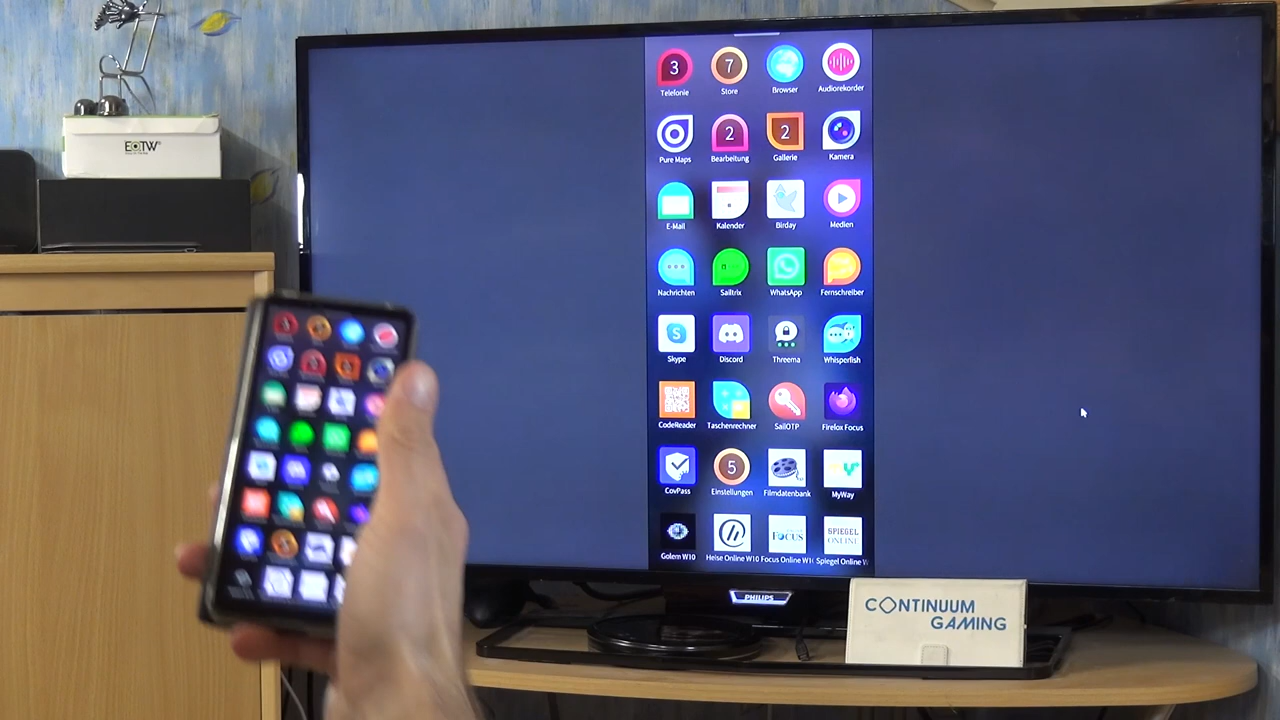 EOTW
3
7
Telefonie
Store
Browser
Audiorekorder
2
2
Pure Maps
Bearbeitung
Gallerie
Kamera
E-Mail
Kalender
Birday
Medien
Nachrichten
Sailtrix
WhatsApp
Fernschreiber
Skype
Discord
Threema
Whisperfish
CodeReader
Taschenrechner
SailOTP
Firefox Focus
5
CovPass
Einstellungen
Filmdatenbank
MyWay
FOCUS
SPIEGEL
ONLINE
Golem W10
Heise Online W10
Focus Online W1
Spiegel Online W
PHILIPS
CONTINUUM
GAMING